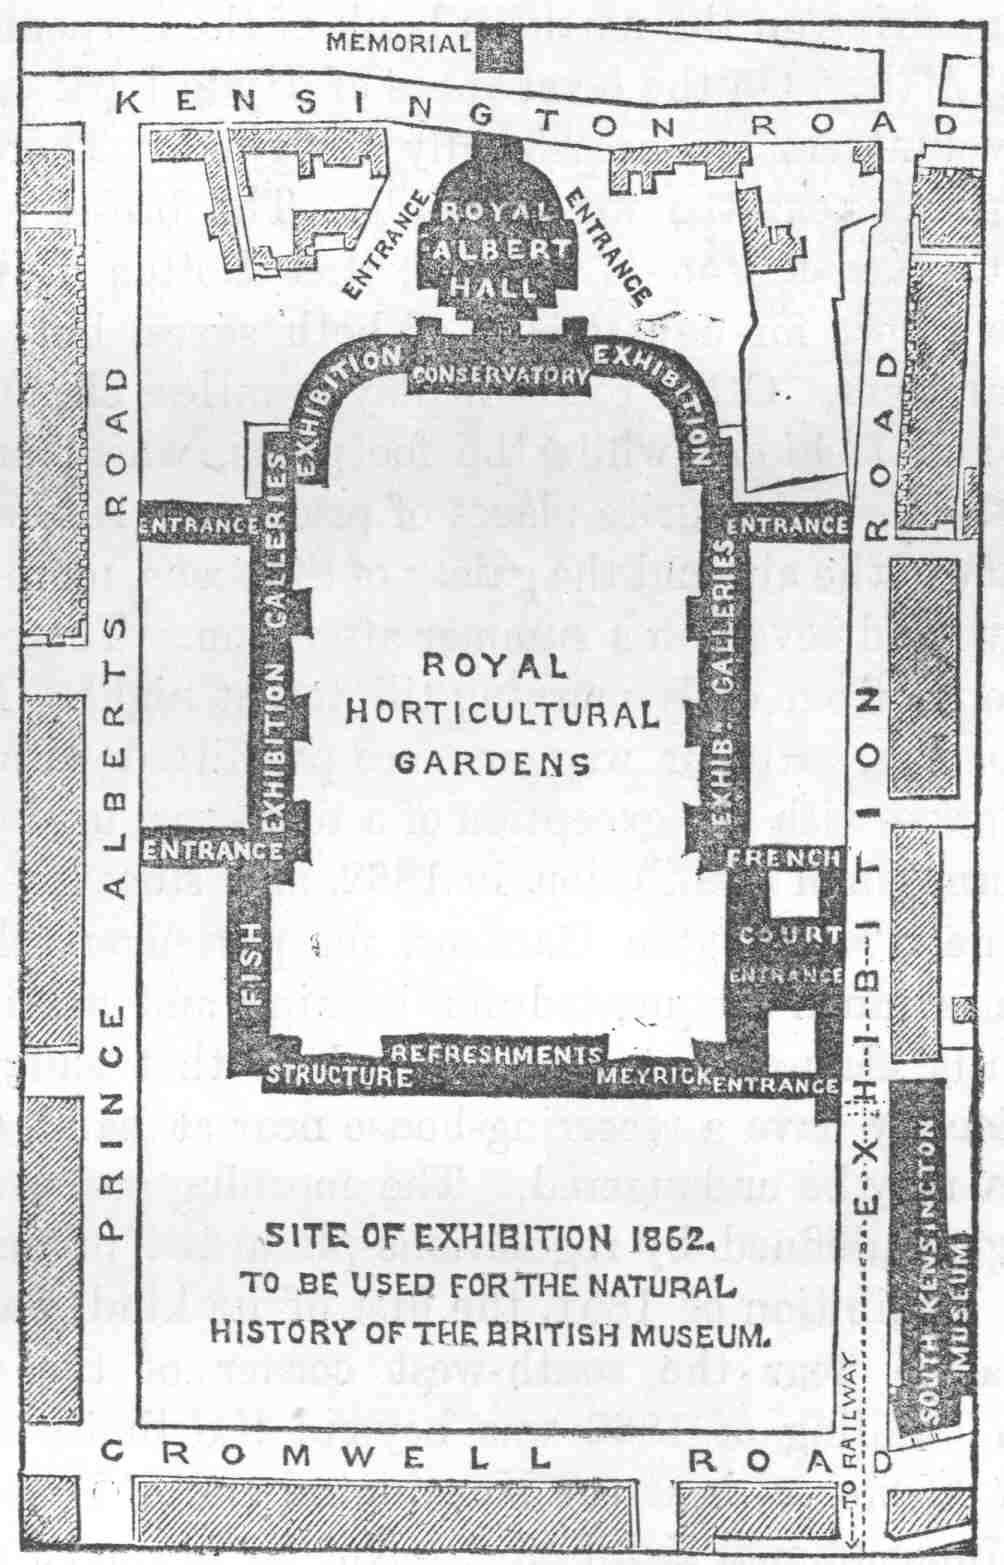 MEMORIAL
KENSINGTON ROAD
ENTRANCE
ROYAL
ALBERT
HALL
ENTRANCE
EXHIBITION
CONSERVATORY
EXHIBITION
PRINCE ALBERTS ROAD
EXHIBITION ROAD
ENTRANCE
EXHIBITION GALLERIES
ENTRANCE
EXHIB. GALLERIES
ROYAL
HORTICULTURAL
GARDENS
ENTRANCE
FISH
FRENCH
COURT
ENTRANCE
REFRESHMENTS
STRUCTURE
MEYRICK
ENTRANCE
SITE OF EXHIBITION 1862.
TO BE USED FOR THE NATURAL
HISTORY OF THE BRITISH MUSEUM.
SOUTH KENSINGTON
MUSEUM
TO RAILWAY
CROMWELL ROAD